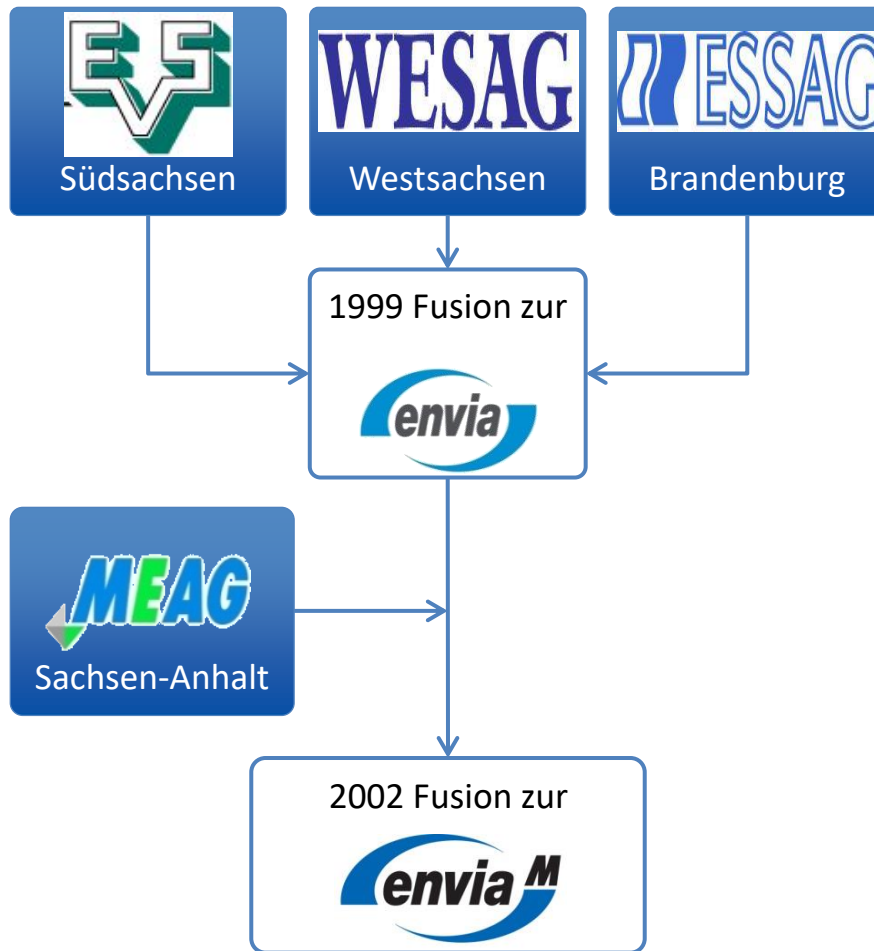 EVS
WESAG
ESSAG
Südsachsen
Westsachsen
Brandenburg
1999 Fusion zur
envia
MEAG
Sachsen-Anhalt
2002 Fusion zur
envia M